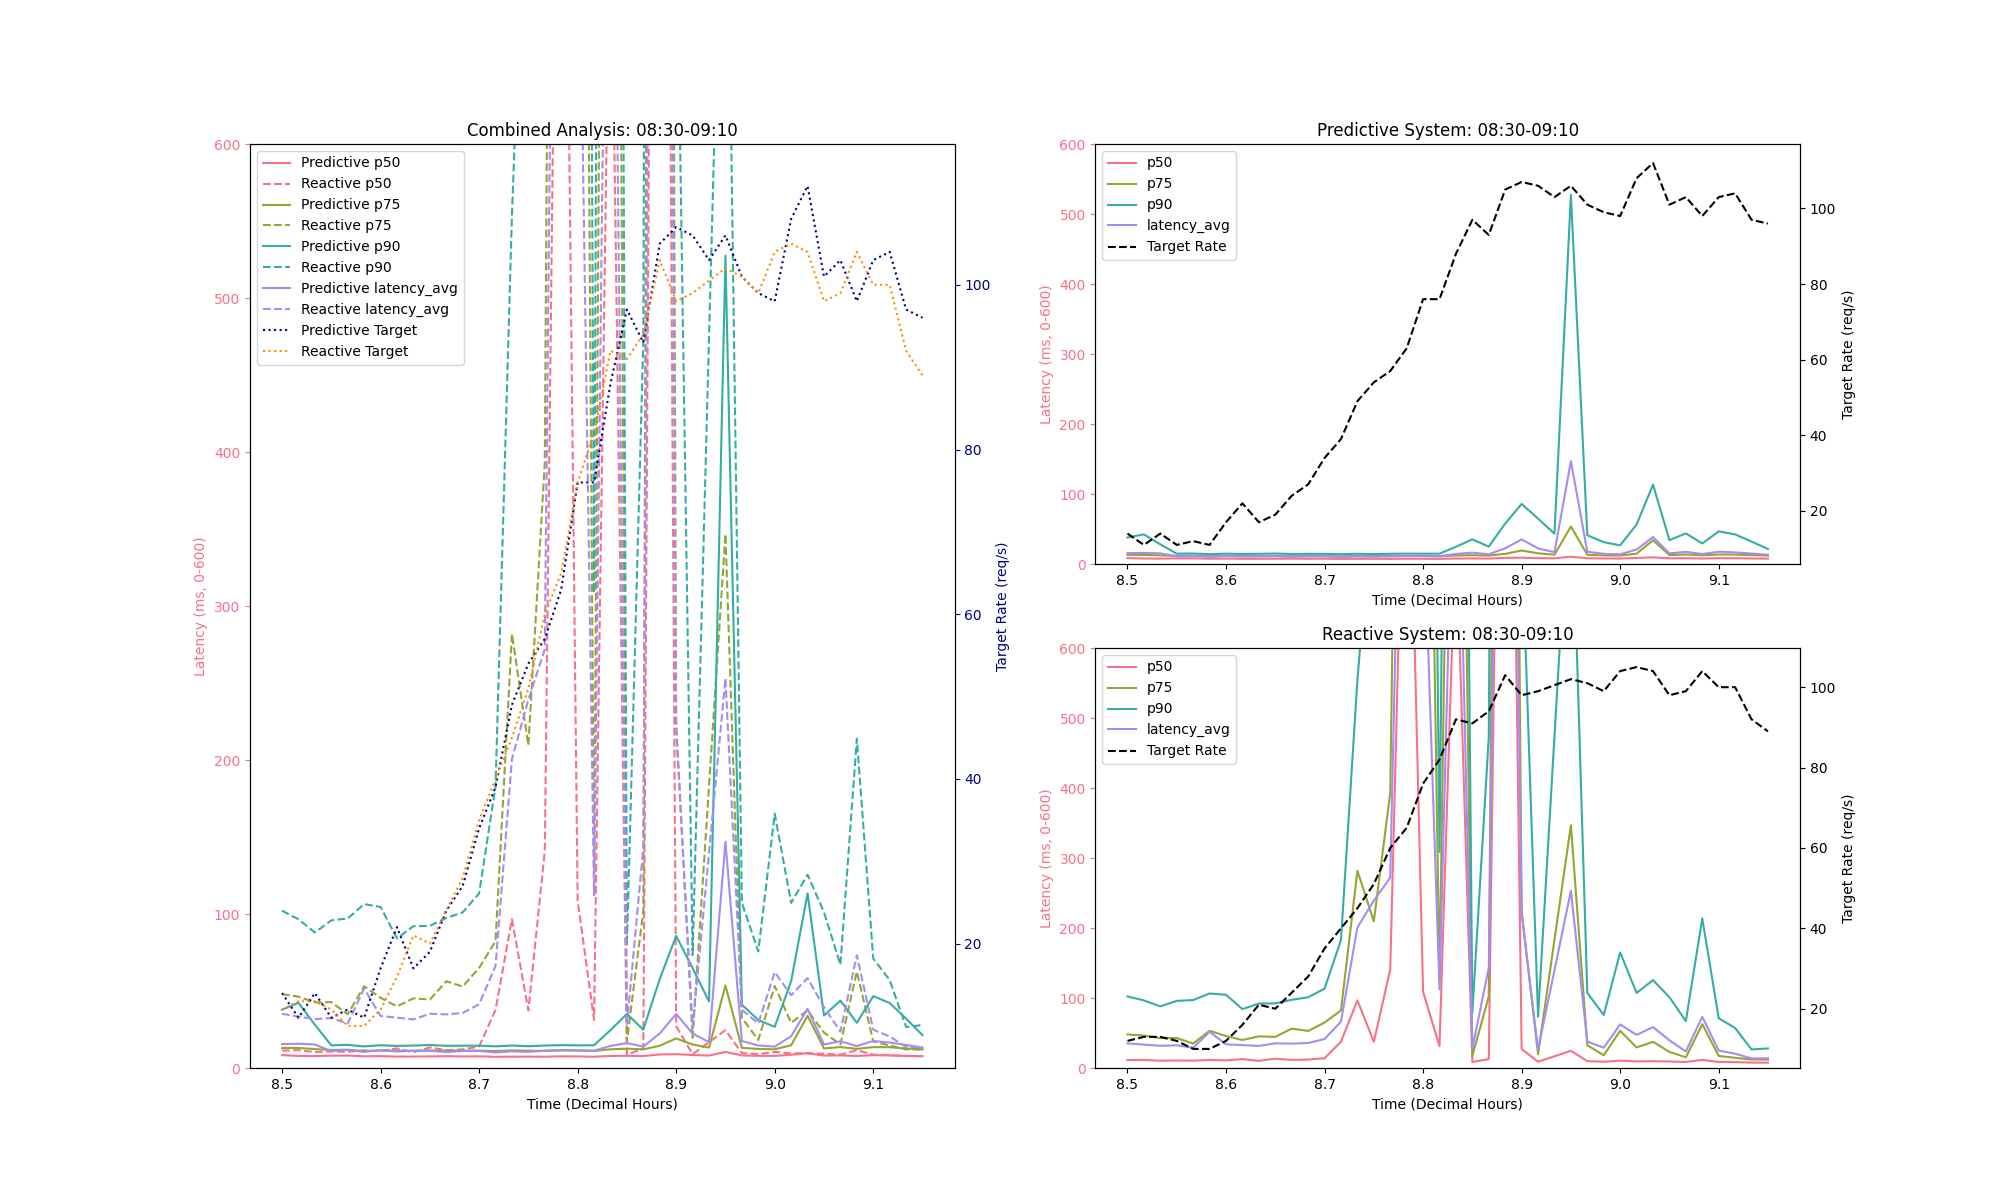 Combined Analysis: 08:30-09:10
600
500
400
300
200
100
0
Latency (ms, 0-600)
Predictive p50
Reactive p50
Predictive p75
Reactive p75
Predictive p90
Reactive p90
Predictive latency_avg
Reactive latency_avg
Predictive Target
Reactive Target
100
80
60
40
20
Target Rate (req/s)
8.5 8.6 8.7 8.8 8.9 9.0 9.1
Time (Decimal Hours)
Predictive System: 08:30-09:10
600
500
400
300
200
100
0
Latency (ms, 0-600)
p50
p75
p90
latency_avg
Target Rate
100
80
60
40
20
Target Rate (req/s)
8.5 8.6 8.7 8.8 8.9 9.0 9.1
Time (Decimal Hours)
Reactive System: 08:30-09:10
600
500
400
300
200
100
0
Latency (ms, 0-600)
p50
p75
p90
latency_avg
Target Rate
100
80
60
40
20
Target Rate (req/s)
8.5 8.6 8.7 8.8 8.9 9.0 9.1
Time (Decimal Hours)